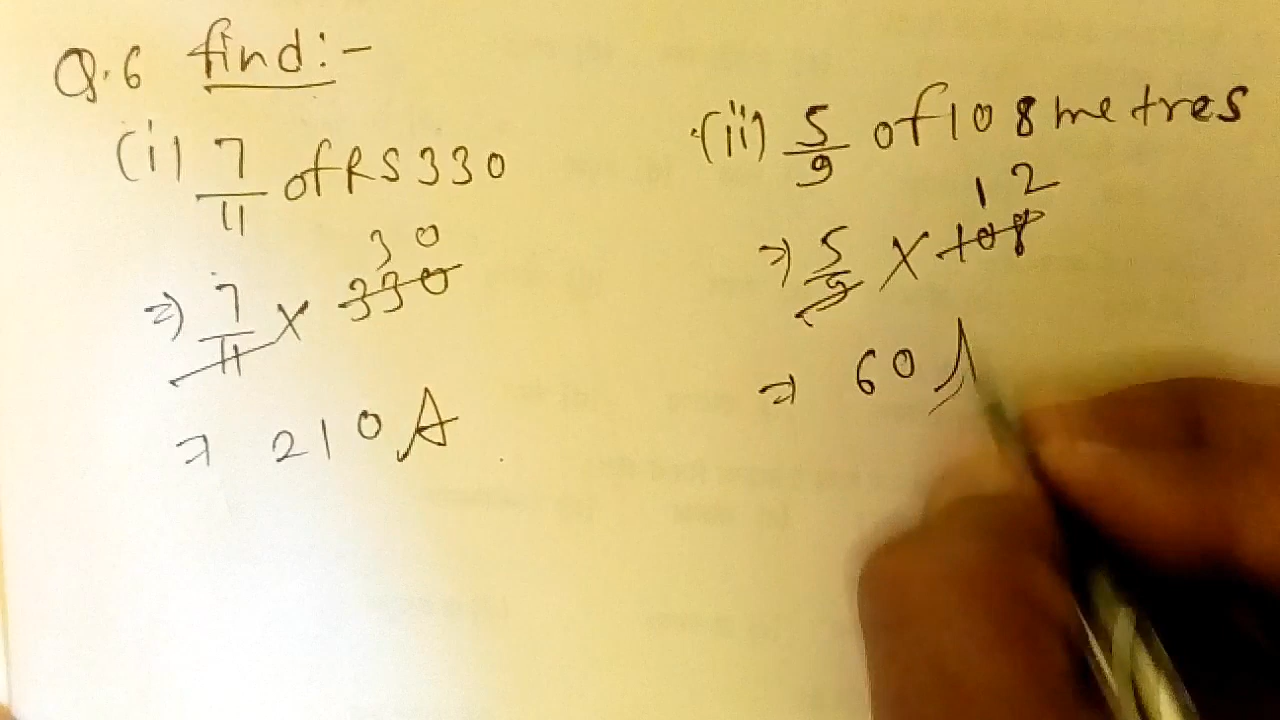 Q.6 find:-
(i) 7/11 of RS 330
30
⇒ 7/11 × 330
⇒ 210 A
(ii) 5/9 of 108 metres
12
⇒ 5/9 × 108
⇒ 60 A